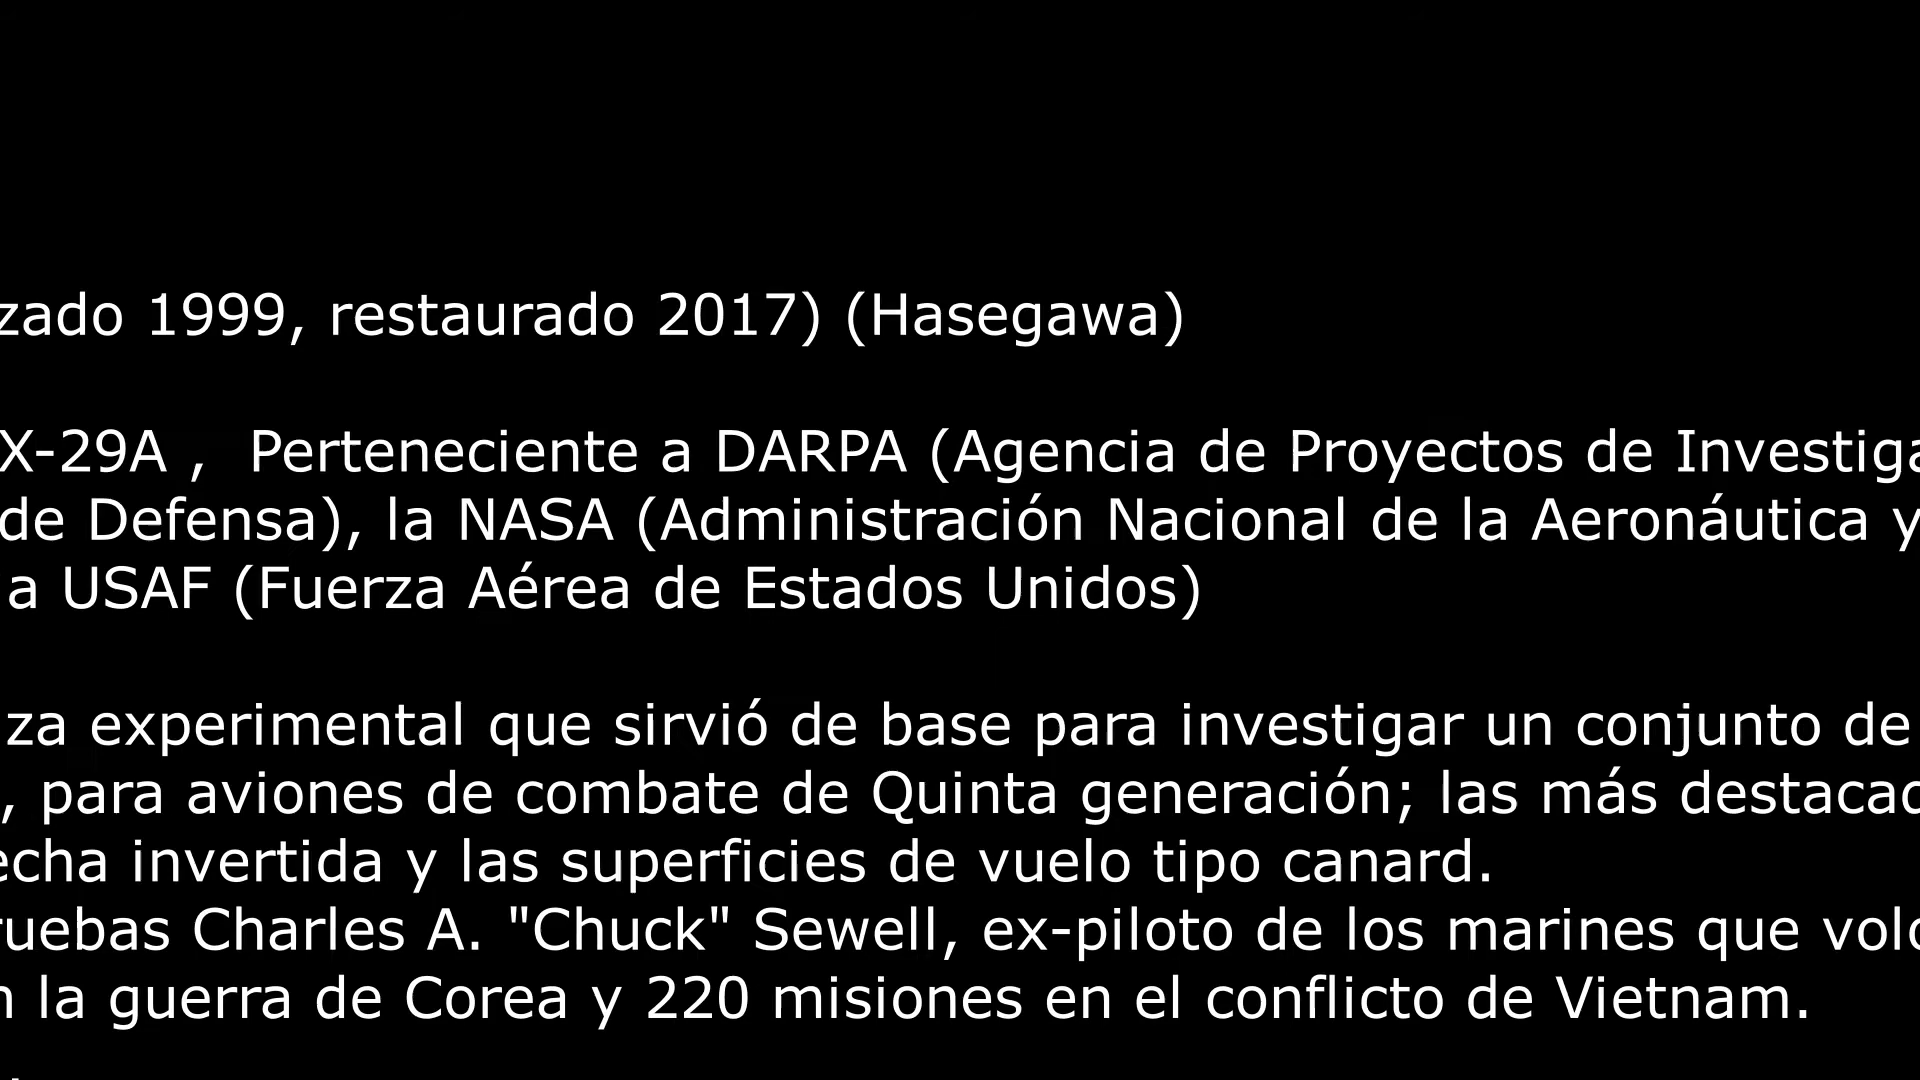 zado 1999, restaurado 2017) (Hasegawa)
X-29A ,  Perteneciente a DARPA (Agencia de Proyectos de Investiga
de Defensa), la NASA (Administración Nacional de la Aeronáutica y
a USAF (Fuerza Aérea de Estados Unidos)
za experimental que sirvió de base para investigar un conjunto de
, para aviones de combate de Quinta generación; las más destacad
echa invertida y las superficies de vuelo tipo canard.
ruebas Charles A. "Chuck" Sewell, ex-piloto de los marines que voló
n la guerra de Corea y 220 misiones en el conflicto de Vietnam.